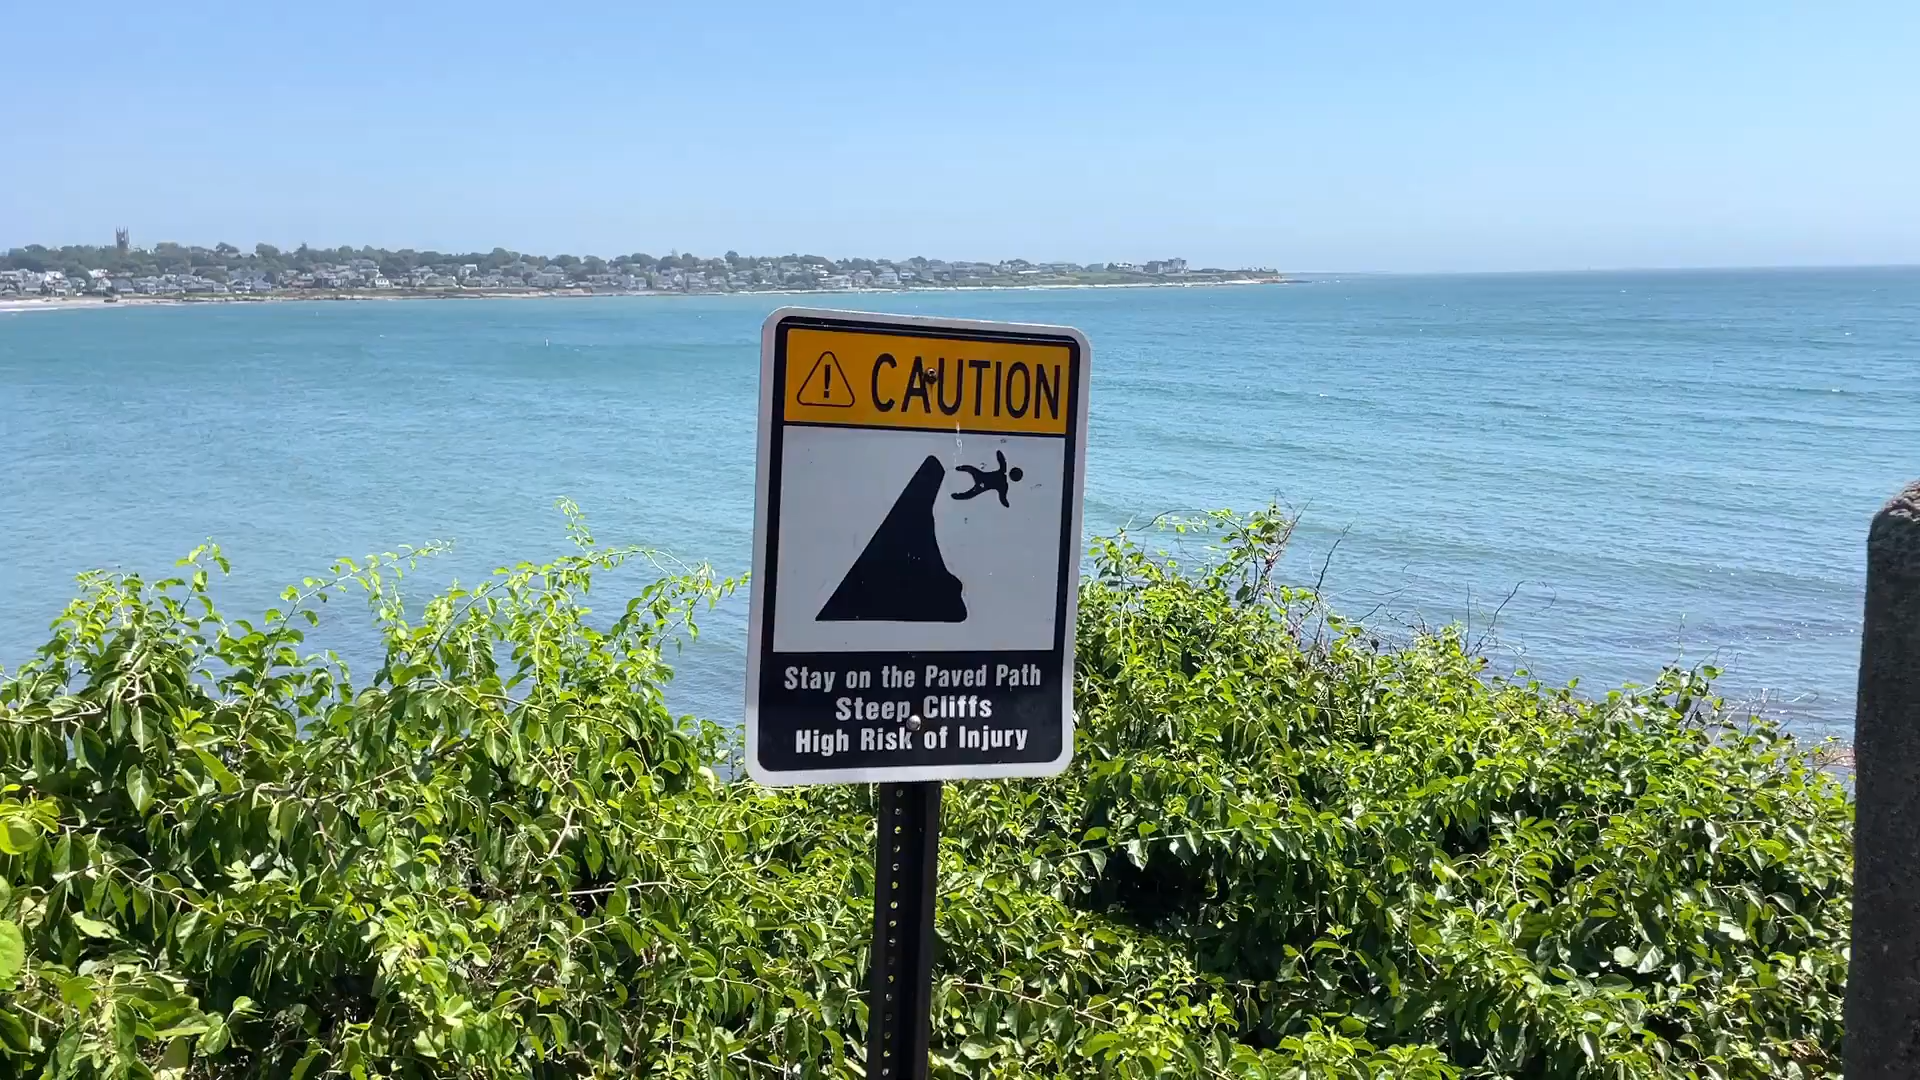 CAUTION
Stay on the Paved Path
Steep Cliffs
High Risk of Injury